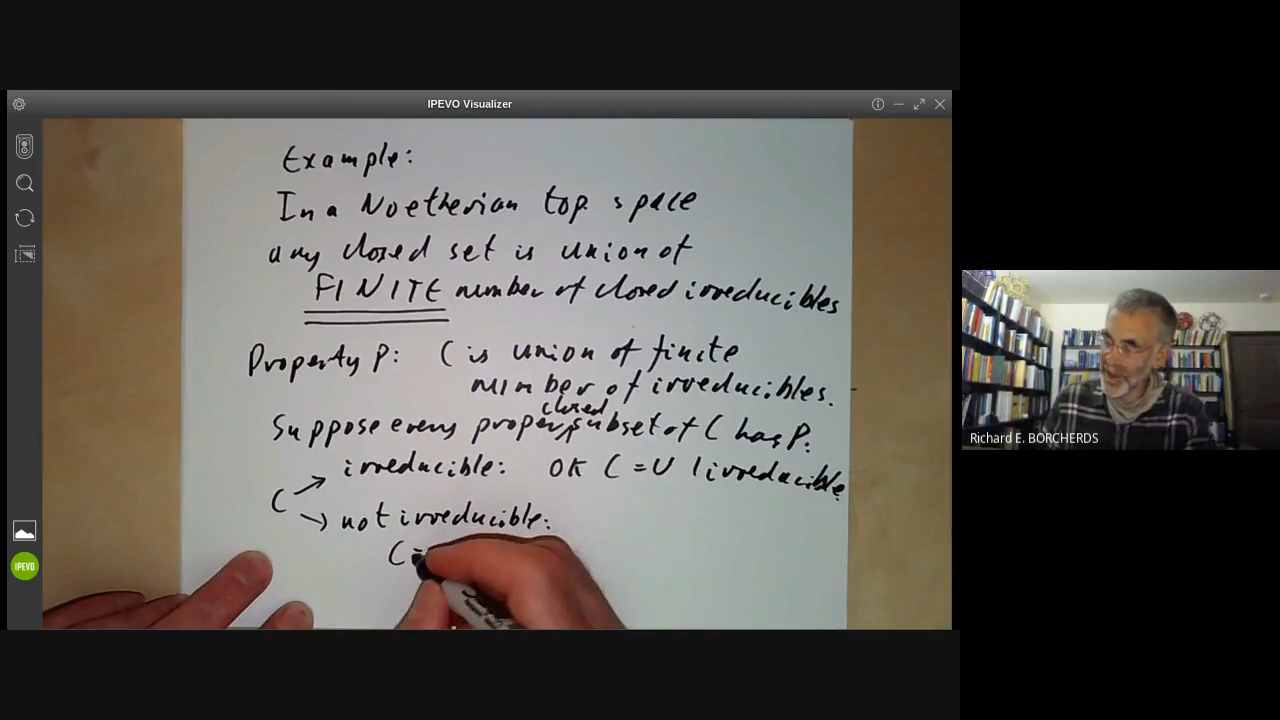 IPEVO Visualizer
Example:
In a Noetherian top space
any closed set is union of
FINITE number of closed irreducibles
Property P: C is union of finite
number of irreducibles.
Suppose every proper closed subset of C has P.
irreducible: OK C = U 1 irreducible
C
not irreducible:
C =
IPEVO
Richard E. BORCHERDS